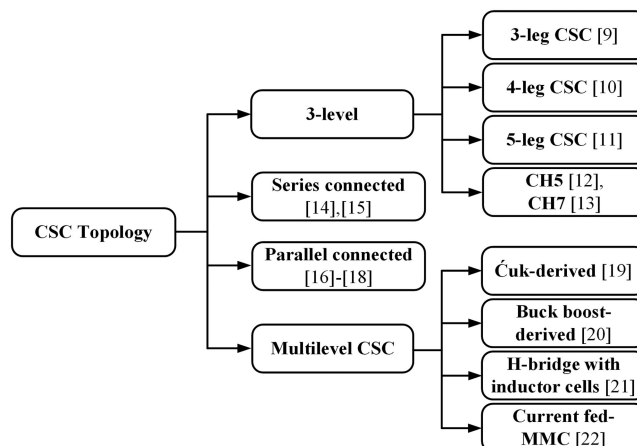 CSC Topology
3-level
Series connected
[14],[15]
Parallel connected
[16]-[18]
Multilevel CSC
3-leg CSC [9]
4-leg CSC [10]
5-leg CSC [11]
CH5 [12],
CH7 [13]
Ćuk-derived [19]
Buck boost-
derived [20]
H-bridge with
inductor cells [21]
Current fed-
MMC [22]